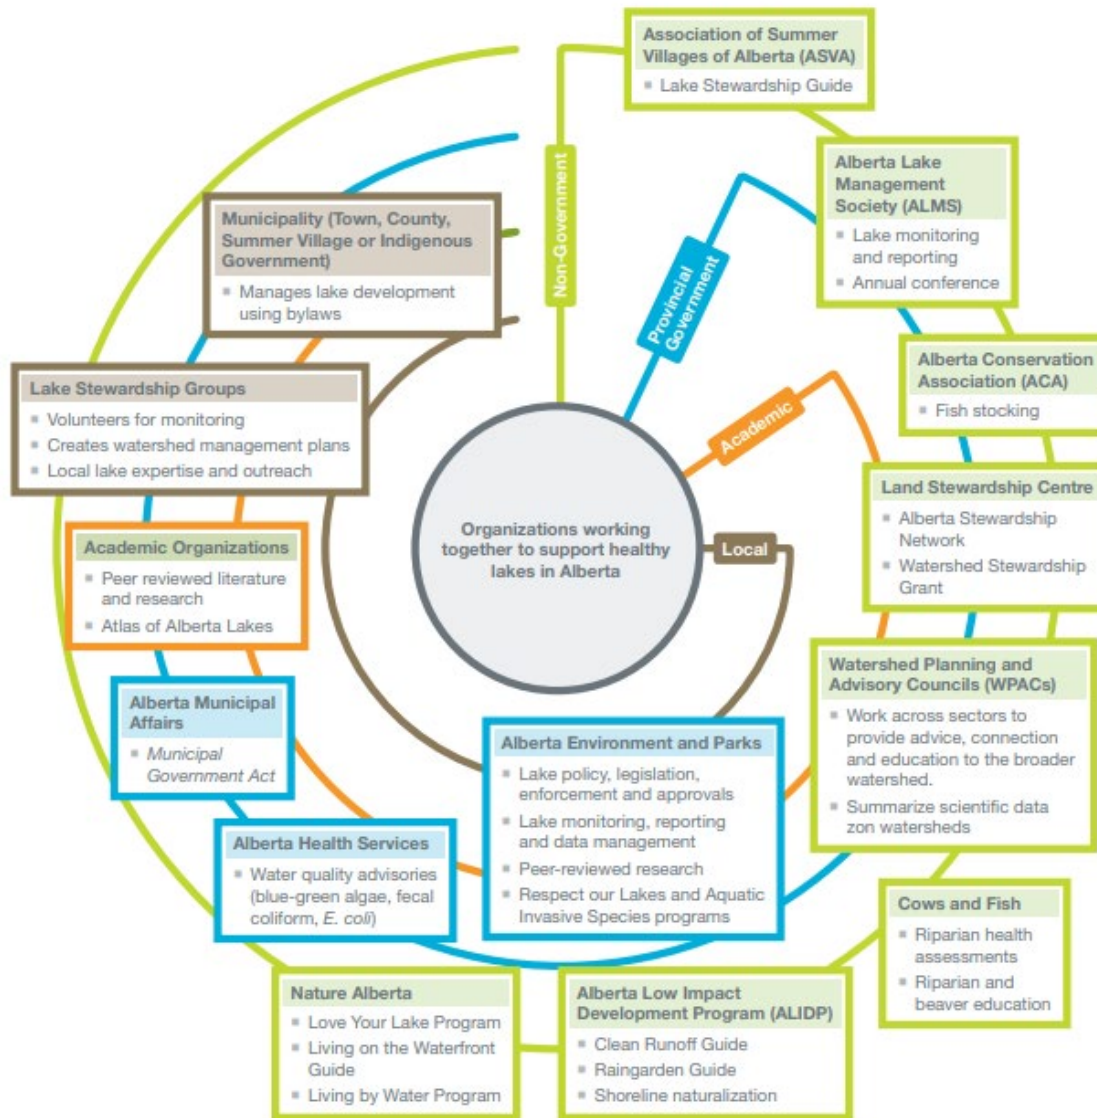 Association of Summer
Villages of Alberta (ASVA)
Lake Stewardship Guide
Alberta Lake
Management
Society (ALMS)
Lake monitoring
and reporting
Annual conference
Non-Government
Provincial
Government
Academic
Local
Municipality (Town, County,
Summer Village or Indigenous
Government)
Manages lake development
using bylaws
Alberta Conservation
Association (ACA)
Fish stocking
Lake Stewardship Groups
Volunteers for monitoring
Creates watershed management plans
Local lake expertise and outreach
Organizations working
together to support healthy
lakes in Alberta
Land Stewardship Centre
Alberta Stewardship
Network
Watershed Stewardship
Grant
Academic Organizations
Peer reviewed literature
and research
Atlas of Alberta Lakes
Watershed Planning and
Advisory Councils (WPACs)
Work across sectors to
provide advice, connection
and education to the broader
watershed.
Summarize scientific data
zon watersheds
Alberta Municipal
Affairs
Municipal
Government Act
Alberta Environment and Parks
Lake policy, legislation,
enforcement and approvals
Lake monitoring, reporting
and data management
Peer-reviewed research
Respect our Lakes and Aquatic
Invasive Species programs
Alberta Health Services
Water quality advisories
(blue-green algae, fecal
coliform, E. coli)
Cows and Fish
Riparian health
assessments
Riparian and
beaver education
Nature Alberta
Love Your Lake Program
Living on the Waterfront
Guide
Living by Water Program
Alberta Low Impact
Development Program (ALIDP)
Clean Runoff Guide
Raingarden Guide
Shoreline naturalization